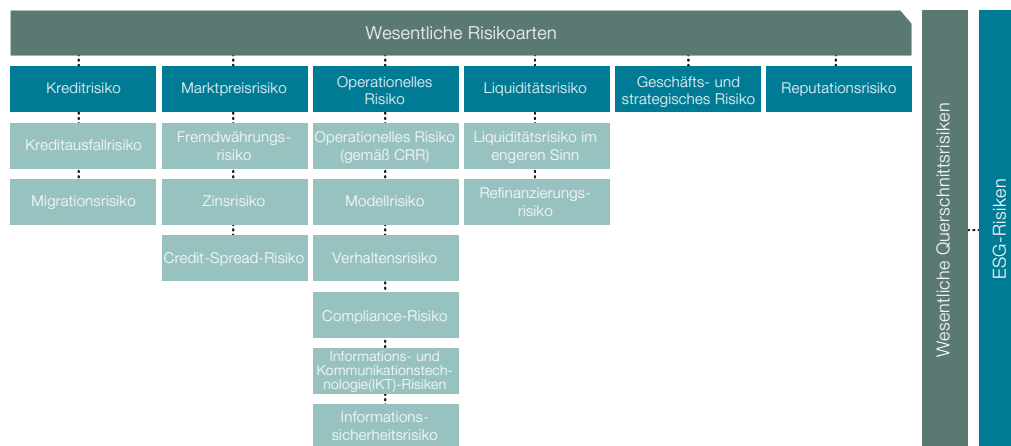 Wesentliche Risikoarten
Kreditrisiko
Kreditausfallrisiko
Migrationsrisiko
Marktpreisrisiko
Fremdwährungs-
risiko
Zinsrisiko
Credit-Spread-Risiko
Operationelles
Risiko
Operationelles Risiko
(gemäß CRR)
Modellrisiko
Verhaltensrisiko
Compliance-Risiko
Informations- und
Kommunikationstech-
nologie(IKT)-Risiken
Informations-
sicherheitsrisiko
Liquiditätsrisiko
Liquiditätsrisiko im
engeren Sinn
Refinanzierungs-
risiko
Geschäfts- und
strategisches Risiko
Reputationsrisiko
Wesentliche Querschnittsrisiken
ESG-Risiken